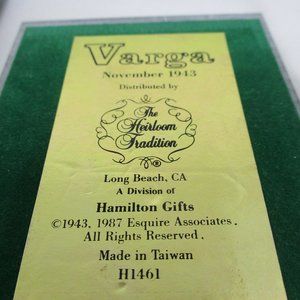 Varga
November 1943
Distributed by
The
Heirloom
Tradition
®
Long Beach, CA
A Division of
Hamilton Gifts
©1943, 1987 Esquire Associates.
All Rights Reserved.
Made in Taiwan
H1461